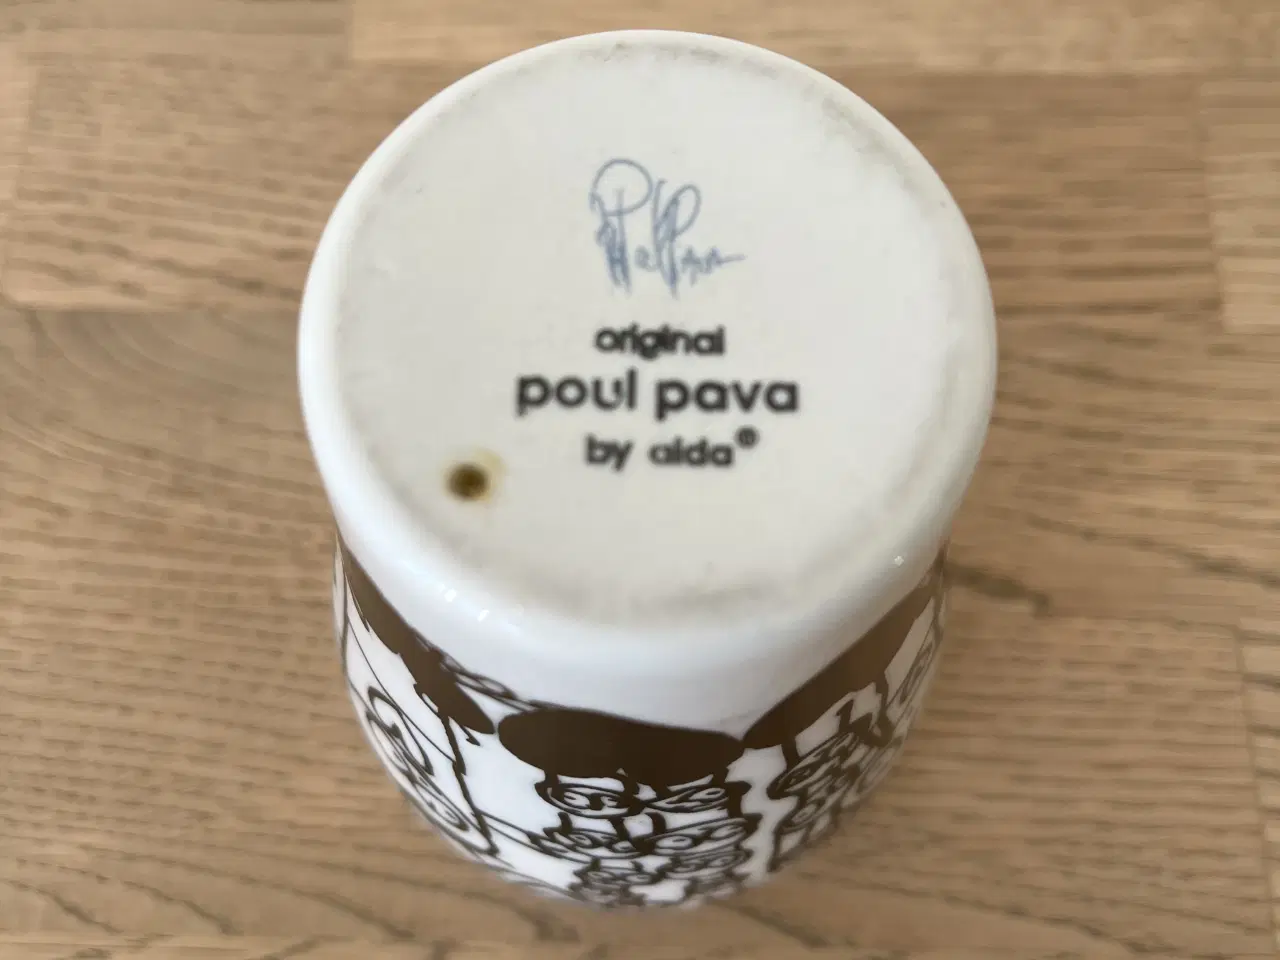 original
poul pava
by aida®